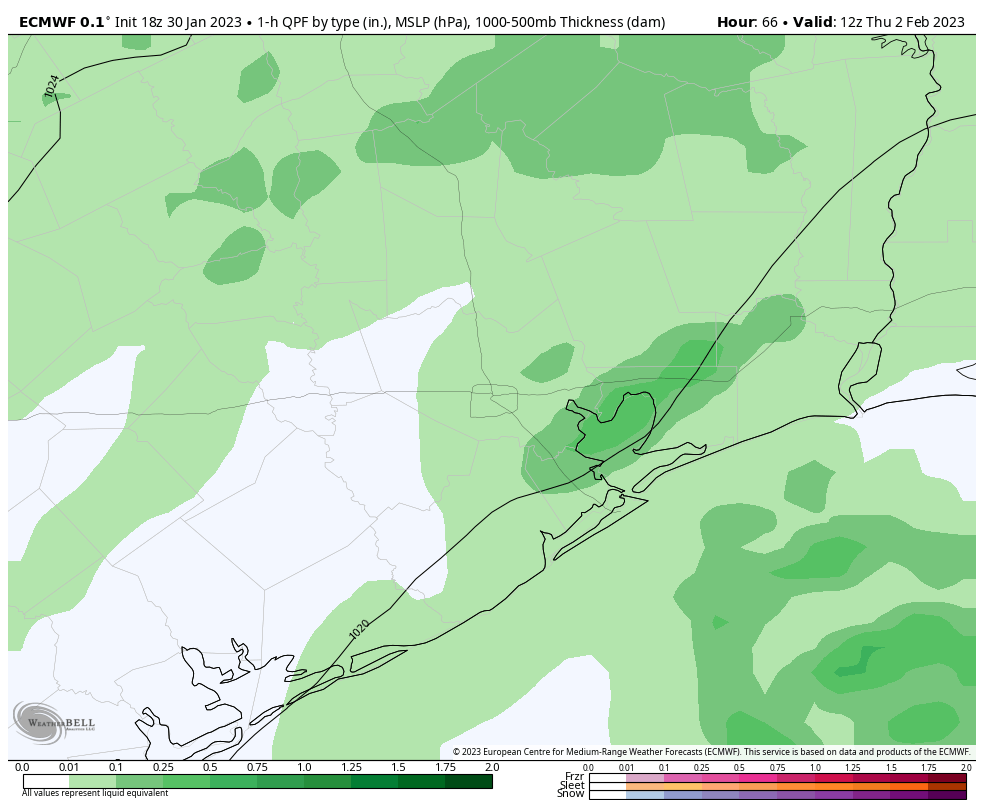 ECMWF 0.1° Init 18z 30 Jan 2023 • 1-h QPF by type (in.), MSLP (hPa), 1000-500mb Thickness (dam) Hour: 66 • Valid: 12z Thu 2 Feb 2023
1024
1020
WEATHERBELL
© 2023 European Centre for Medium-Range Weather Forecasts (ECMWF). This service is based on data and products of the ECMWF.
0.0 0.01 0.1 0.25 0.5 0.75 1.0 1.25 1.5 1.75 2.0
All values represent liquid equivalent
0.0 0.01 0.1 0.25 0.5 0.75 1.0 1.25 1.5 1.75 2.0
Frzr
Sleet
Snow